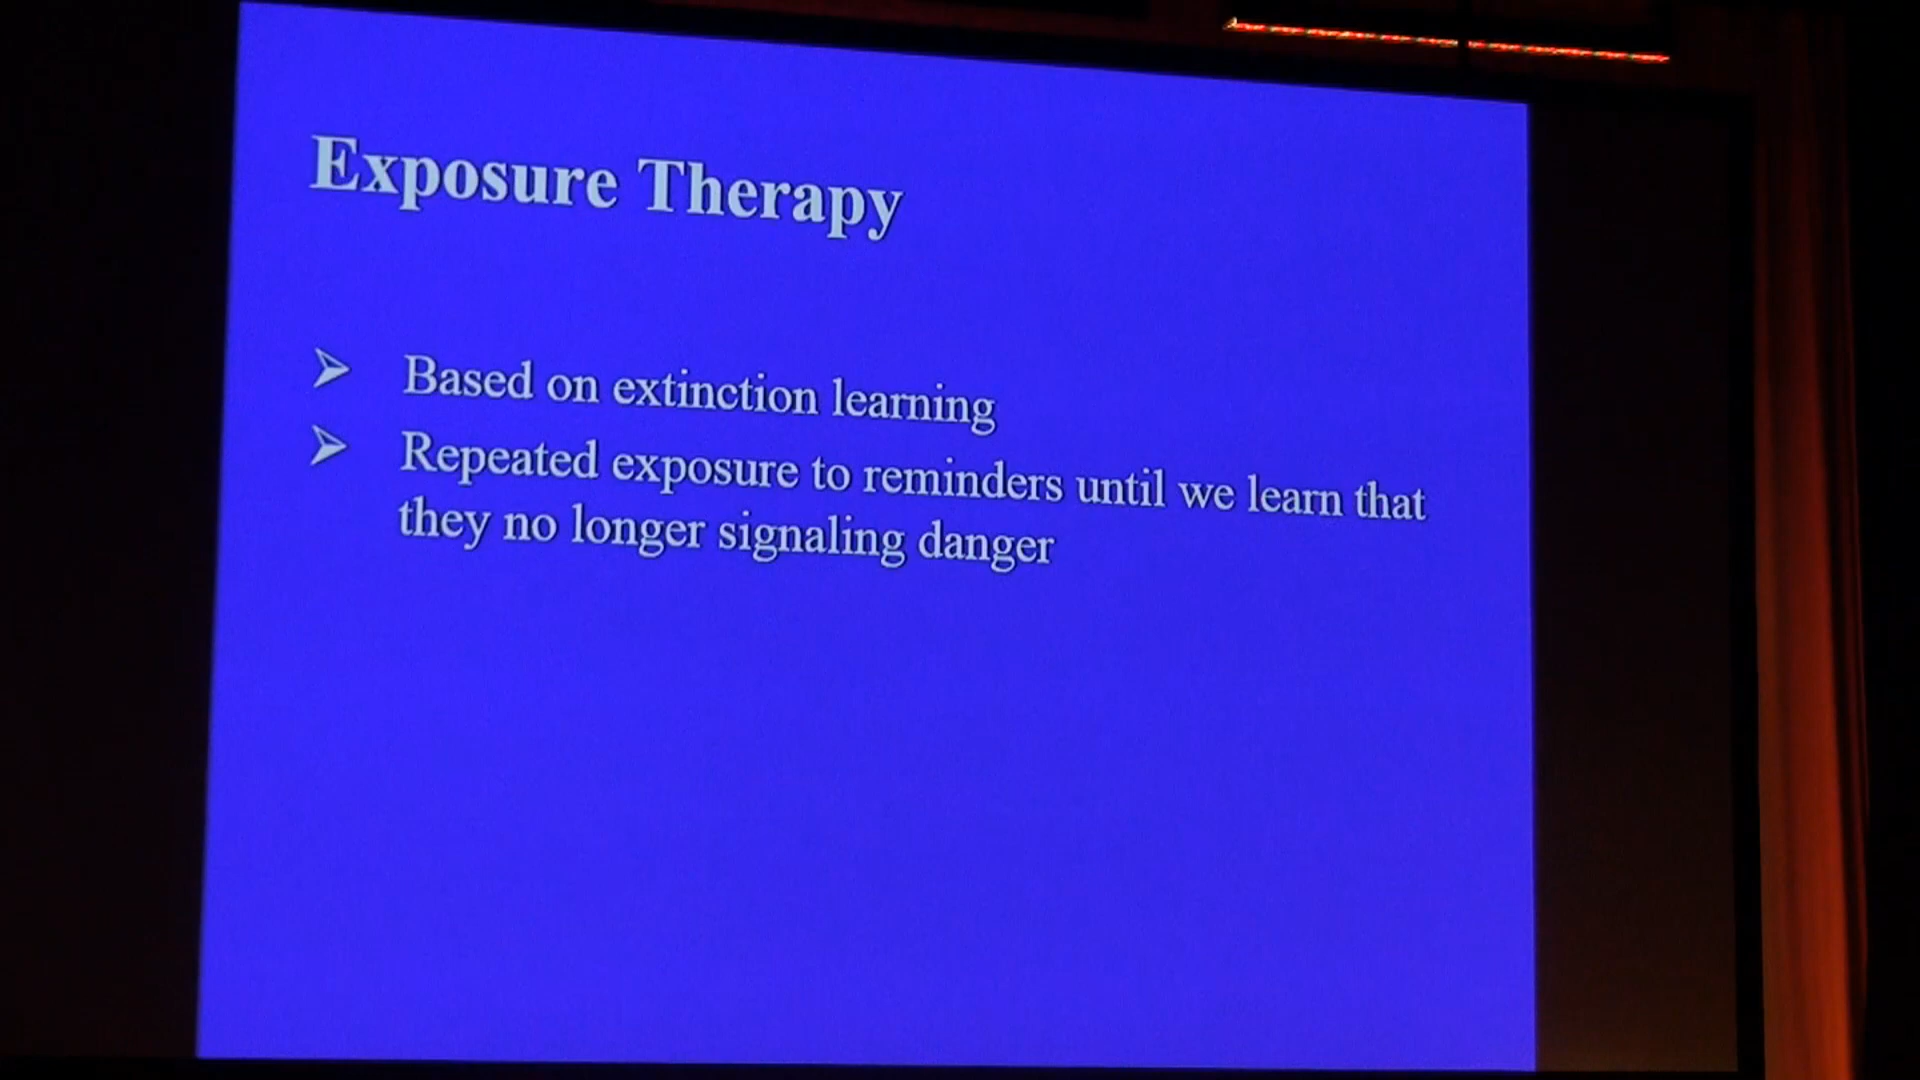 Exposure Therapy
Based on extinction learning
Repeated exposure to reminders until we learn that
they no longer signaling danger